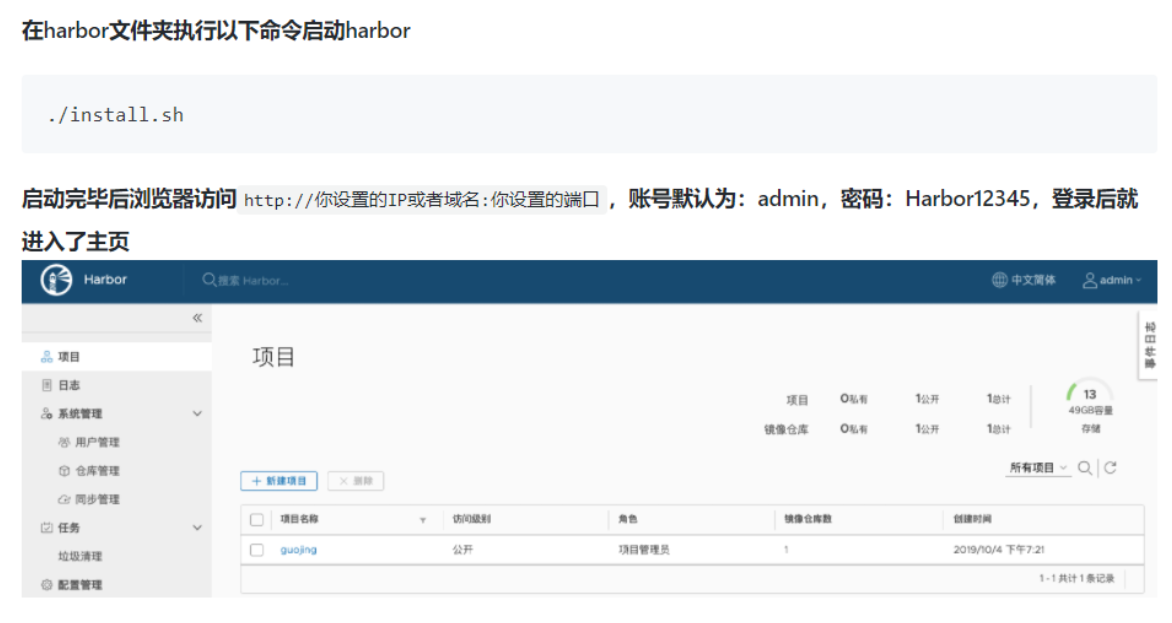 在harbor文件夹执行以下命令启动harbor
./install.sh
启动完毕后浏览器访问 http://你设置的IP或者域名:你设置的端口 ，账号默认为：admin，密码：Harbor12345，登录后就
进入了主页
Harbor 搜索 Harbor... 中文简体 admin
«
事件日志
项目
项目
日志
系统管理
用户管理
仓库管理
同步管理
任务
垃圾清理
配置管理
项目 0私有 1公开 1总计
镜像仓库 0私有 1公开 1总计
13
49GB容量
存储
所有项目
+ 新建项目 × 删除
项目名称 访问级别 角色 镜像仓库数 创建时间
guojing 公开 项目管理员 1 2019/10/4 下午7:21
1 - 1 共计 1 条记录